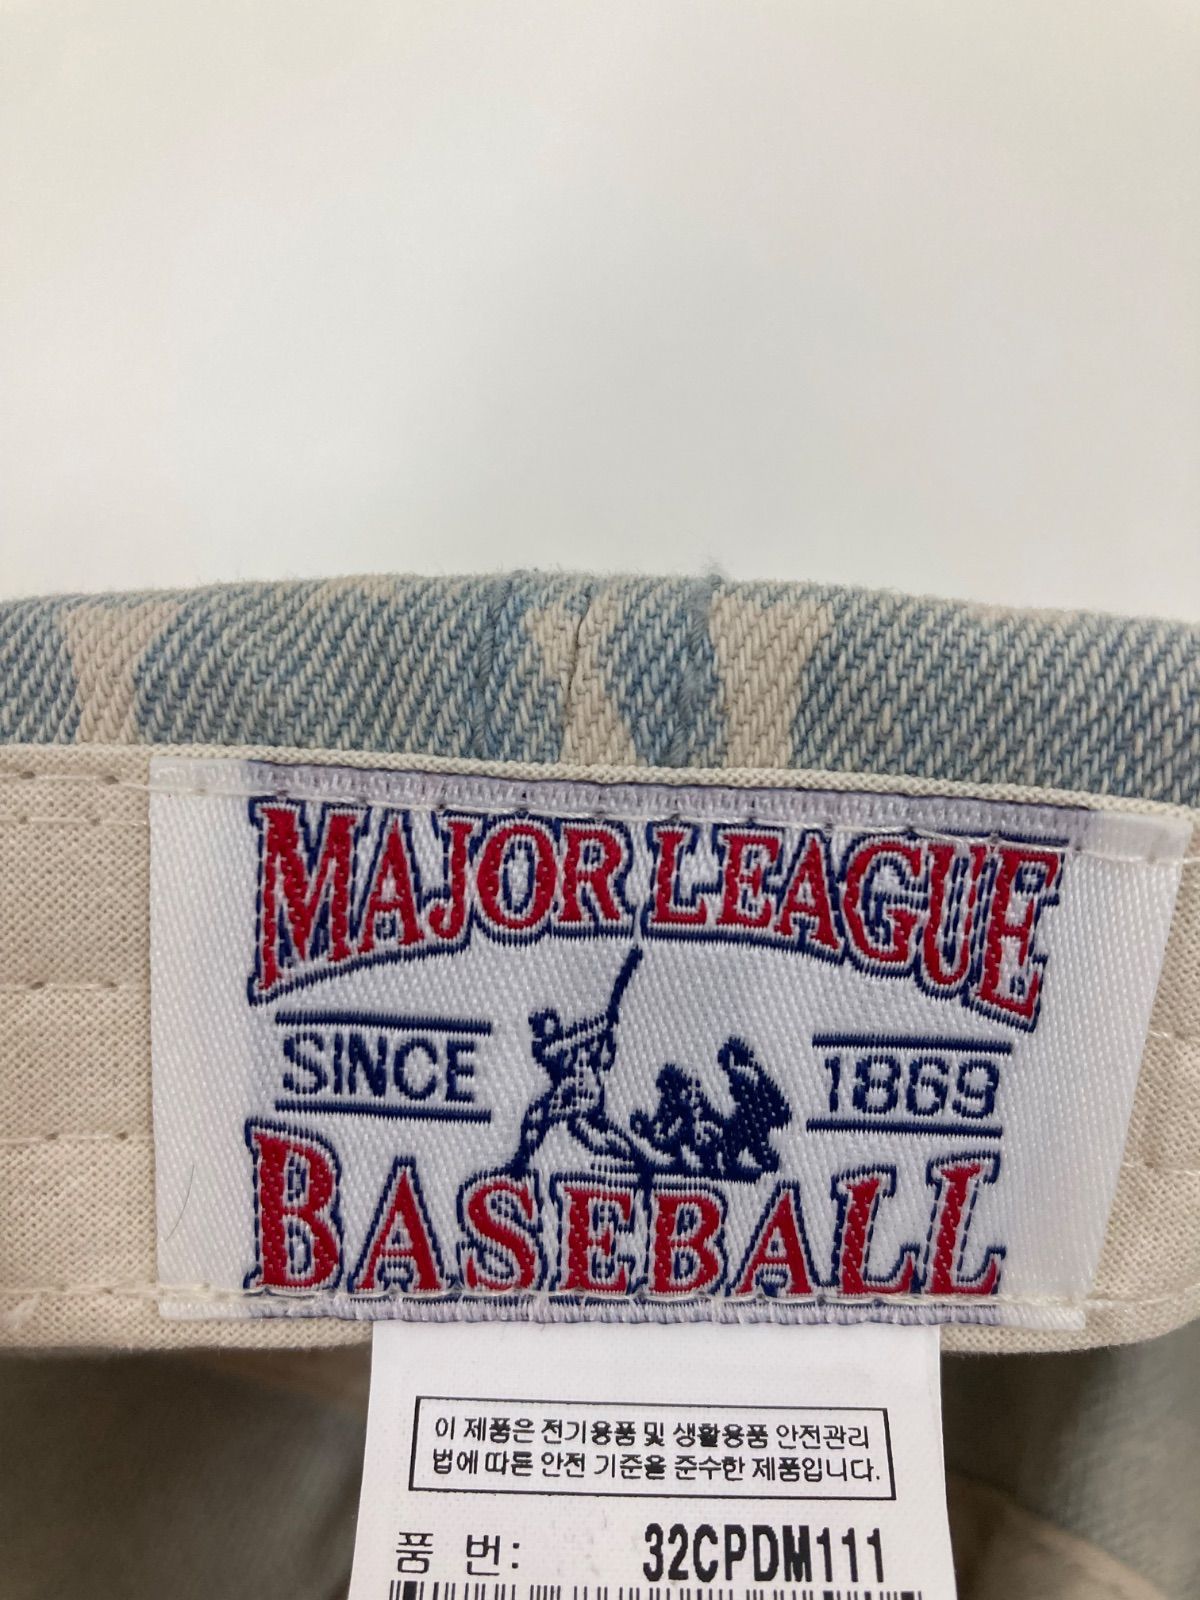 MAJOR LEAGUE
SINCE 1869
BASEBALL
이 제품은 전기용품 및 생활용품 안전관리
법에 따른 안전 기준을 준수한 제품입니다.
품 번: 32CPDM111